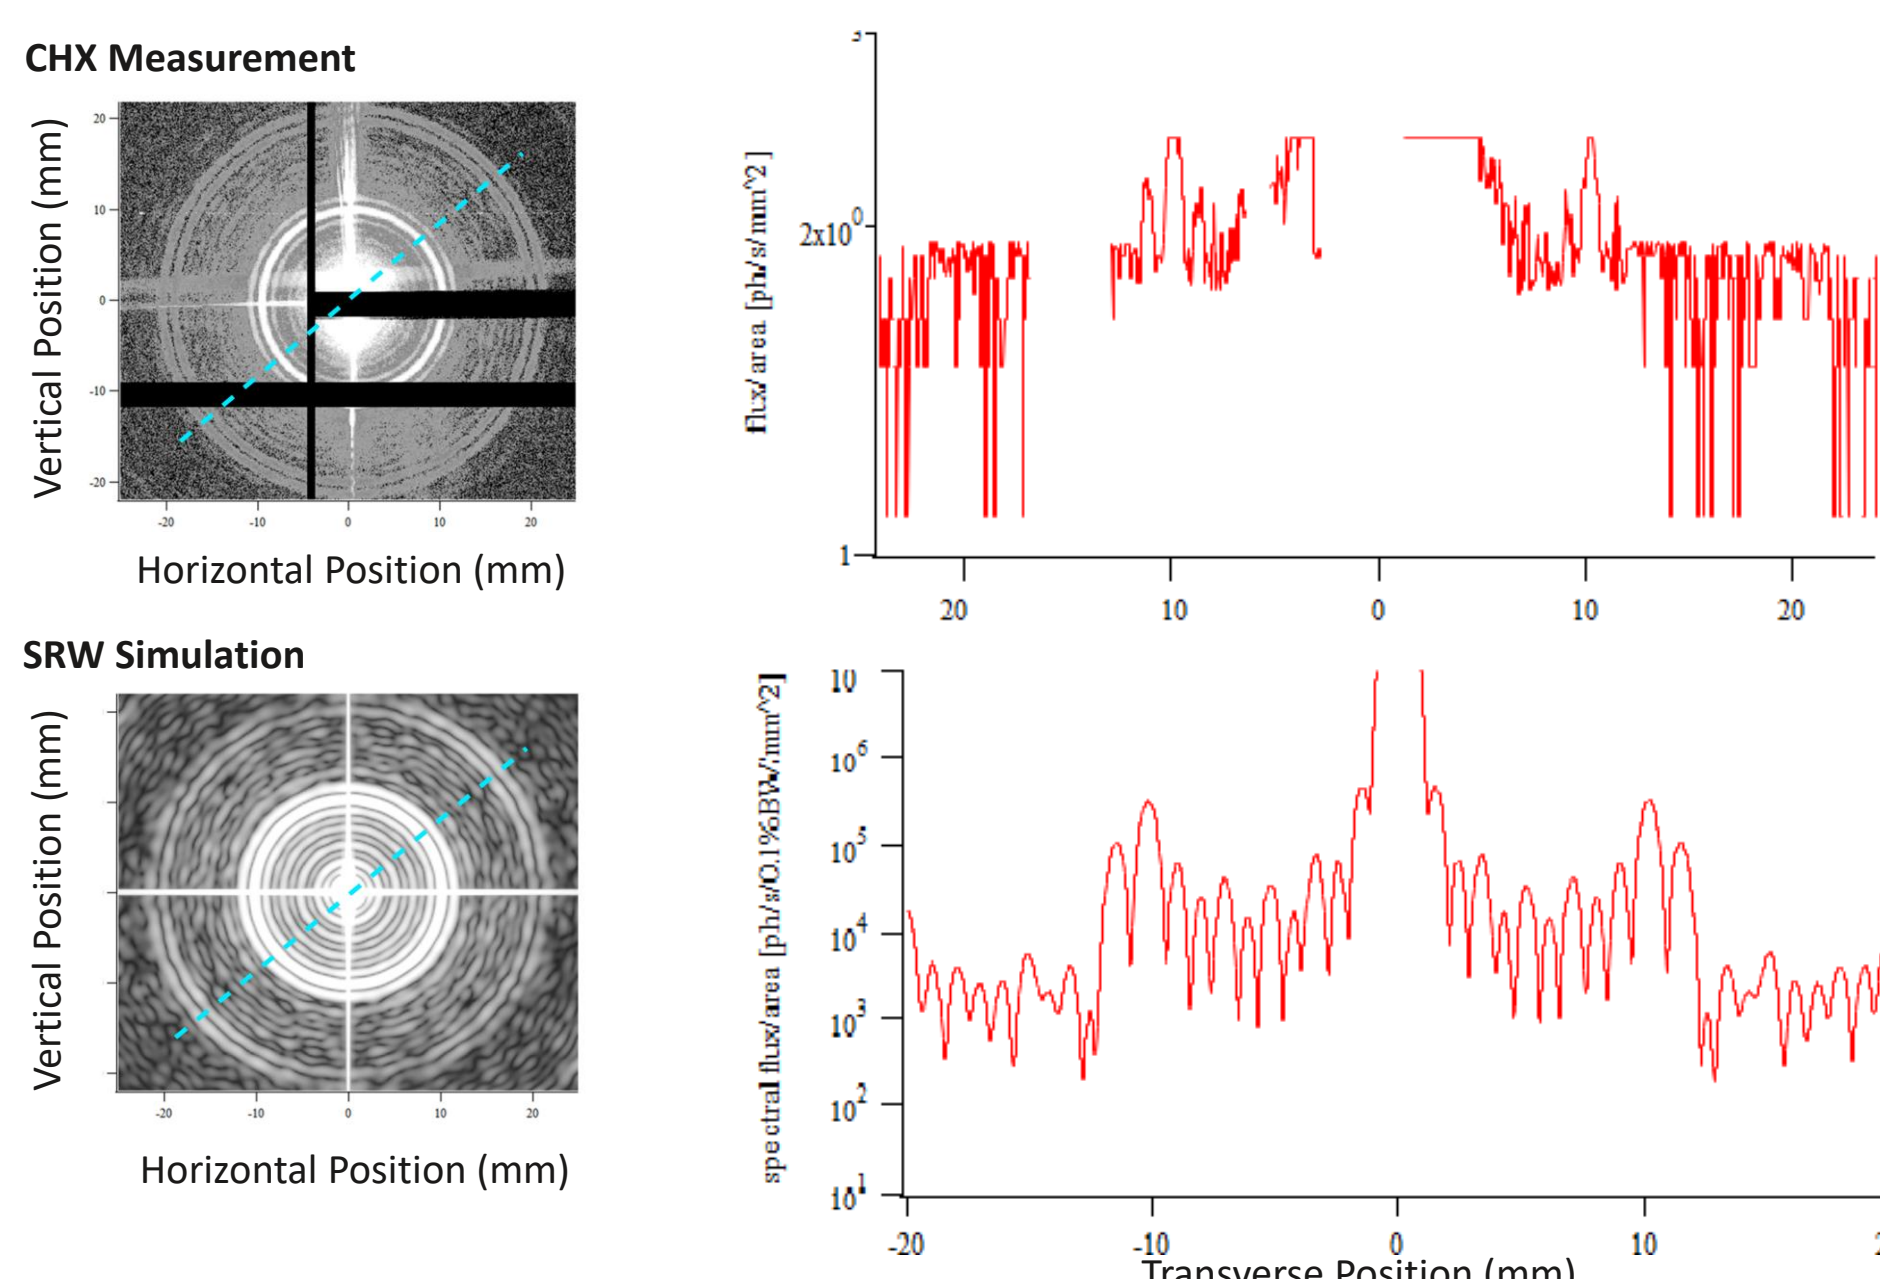 CHX Measurement
Vertical Position (mm)
20
10
0
-10
-20
-20 -10 0 10 20
Horizontal Position (mm)
flux/area [ph/s/mm^2]
3
2x10^0
1
20 10 0 10 20
SRW Simulation
Vertical Position (mm)
-20 -10 0 10 20
Horizontal Position (mm)
spectral flux/area [ph/s/0.1%BW/mm^2]
10
10^6
10^5
10^4
10^3
10^2
10^1
-20 -10 0 10
Transverse Position (mm)